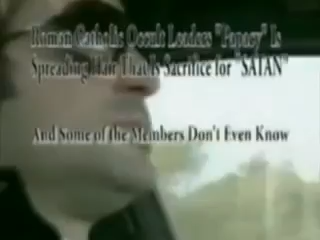 Roman Catholic Occult Leaders "Papacy" Is
Spreading Hair That Is Sacrifice for "SATAN"
And Some of the Members Don't Even Know